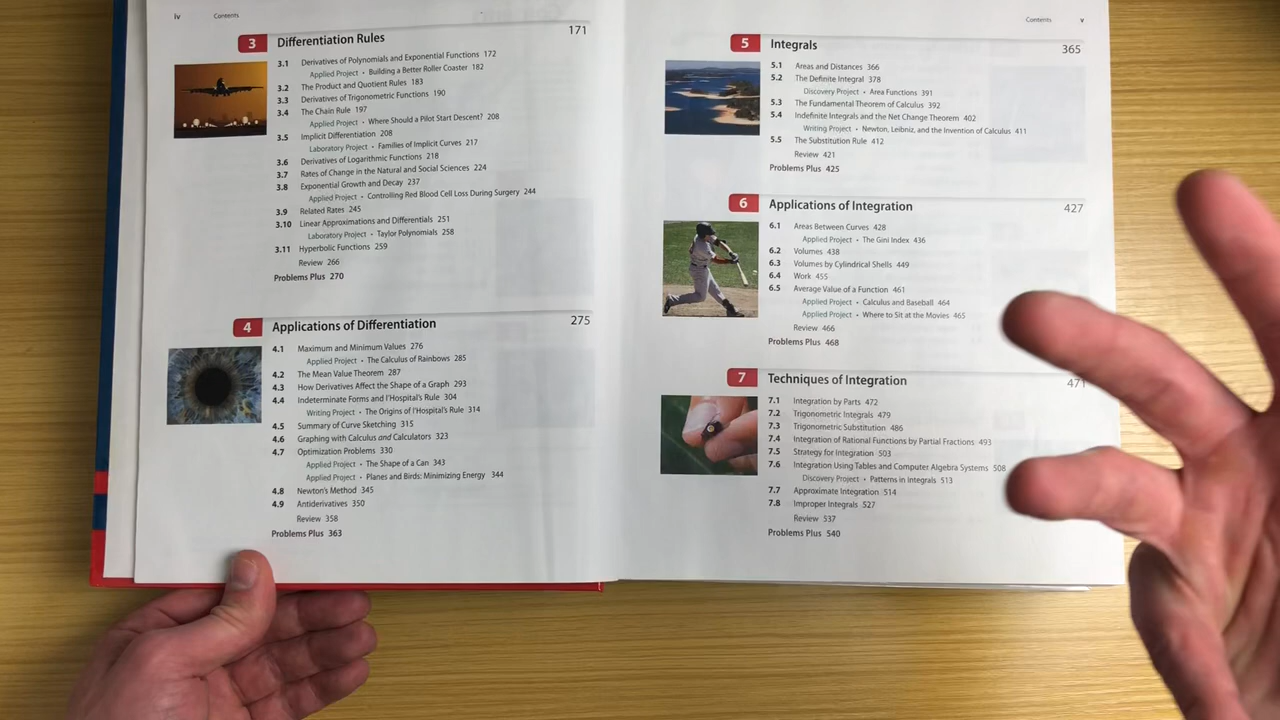 iv Contents
3 Differentiation Rules 171
3.1 Derivatives of Polynomials and Exponential Functions 172
Applied Project • Building a Better Roller Coaster 182
3.2 The Product and Quotient Rules 183
3.3 Derivatives of Trigonometric Functions 190
3.4 The Chain Rule 197
Applied Project • Where Should a Pilot Start Descent? 208
3.5 Implicit Differentiation 208
Laboratory Project • Families of Implicit Curves 217
3.6 Derivatives of Logarithmic Functions 218
3.7 Rates of Change in the Natural and Social Sciences 224
3.8 Exponential Growth and Decay 237
Applied Project • Controlling Red Blood Cell Loss During Surgery 244
3.9 Related Rates 245
3.10 Linear Approximations and Differentials 251
Laboratory Project • Taylor Polynomials 258
3.11 Hyperbolic Functions 259
Review 266
Problems Plus 270
4 Applications of Differentiation 275
4.1 Maximum and Minimum Values 276
Applied Project • The Calculus of Rainbows 285
4.2 The Mean Value Theorem 287
4.3 How Derivatives Affect the Shape of a Graph 293
4.4 Indeterminate Forms and l'Hospital's Rule 304
Writing Project • The Origins of l'Hospital's Rule 314
4.5 Summary of Curve Sketching 315
4.6 Graphing with Calculus and Calculators 323
4.7 Optimization Problems 330
Applied Project • The Shape of a Can 343
Applied Project • Planes and Birds: Minimizing Energy 344
4.8 Newton's Method 345
4.9 Antiderivatives 350
Review 358
Problems Plus 363
Contents v
5 Integrals 365
5.1 Areas and Distances 366
5.2 The Definite Integral 378
Discovery Project • Area Functions 391
5.3 The Fundamental Theorem of Calculus 392
5.4 Indefinite Integrals and the Net Change Theorem 402
Writing Project • Newton, Leibniz, and the Invention of Calculus 411
5.5 The Substitution Rule 412
Review 421
Problems Plus 425
6 Applications of Integration 427
6.1 Areas Between Curves 428
Applied Project • The Gini Index 436
6.2 Volumes 438
6.3 Volumes by Cylindrical Shells 449
6.4 Work 455
6.5 Average Value of a Function 461
Applied Project • Calculus and Baseball 464
Applied Project • Where to Sit at the Movies 465
Review 466
Problems Plus 468
7 Techniques of Integration 471
7.1 Integration by Parts 472
7.2 Trigonometric Integrals 479
7.3 Trigonometric Substitution 486
7.4 Integration of Rational Functions by Partial Fractions 493
7.5 Strategy for Integration 503
7.6 Integration Using Tables and Computer Algebra Systems 508
Discovery Project • Patterns in Integrals 513
7.7 Approximate Integration 514
7.8 Improper Integrals 527
Review 537
Problems Plus 540